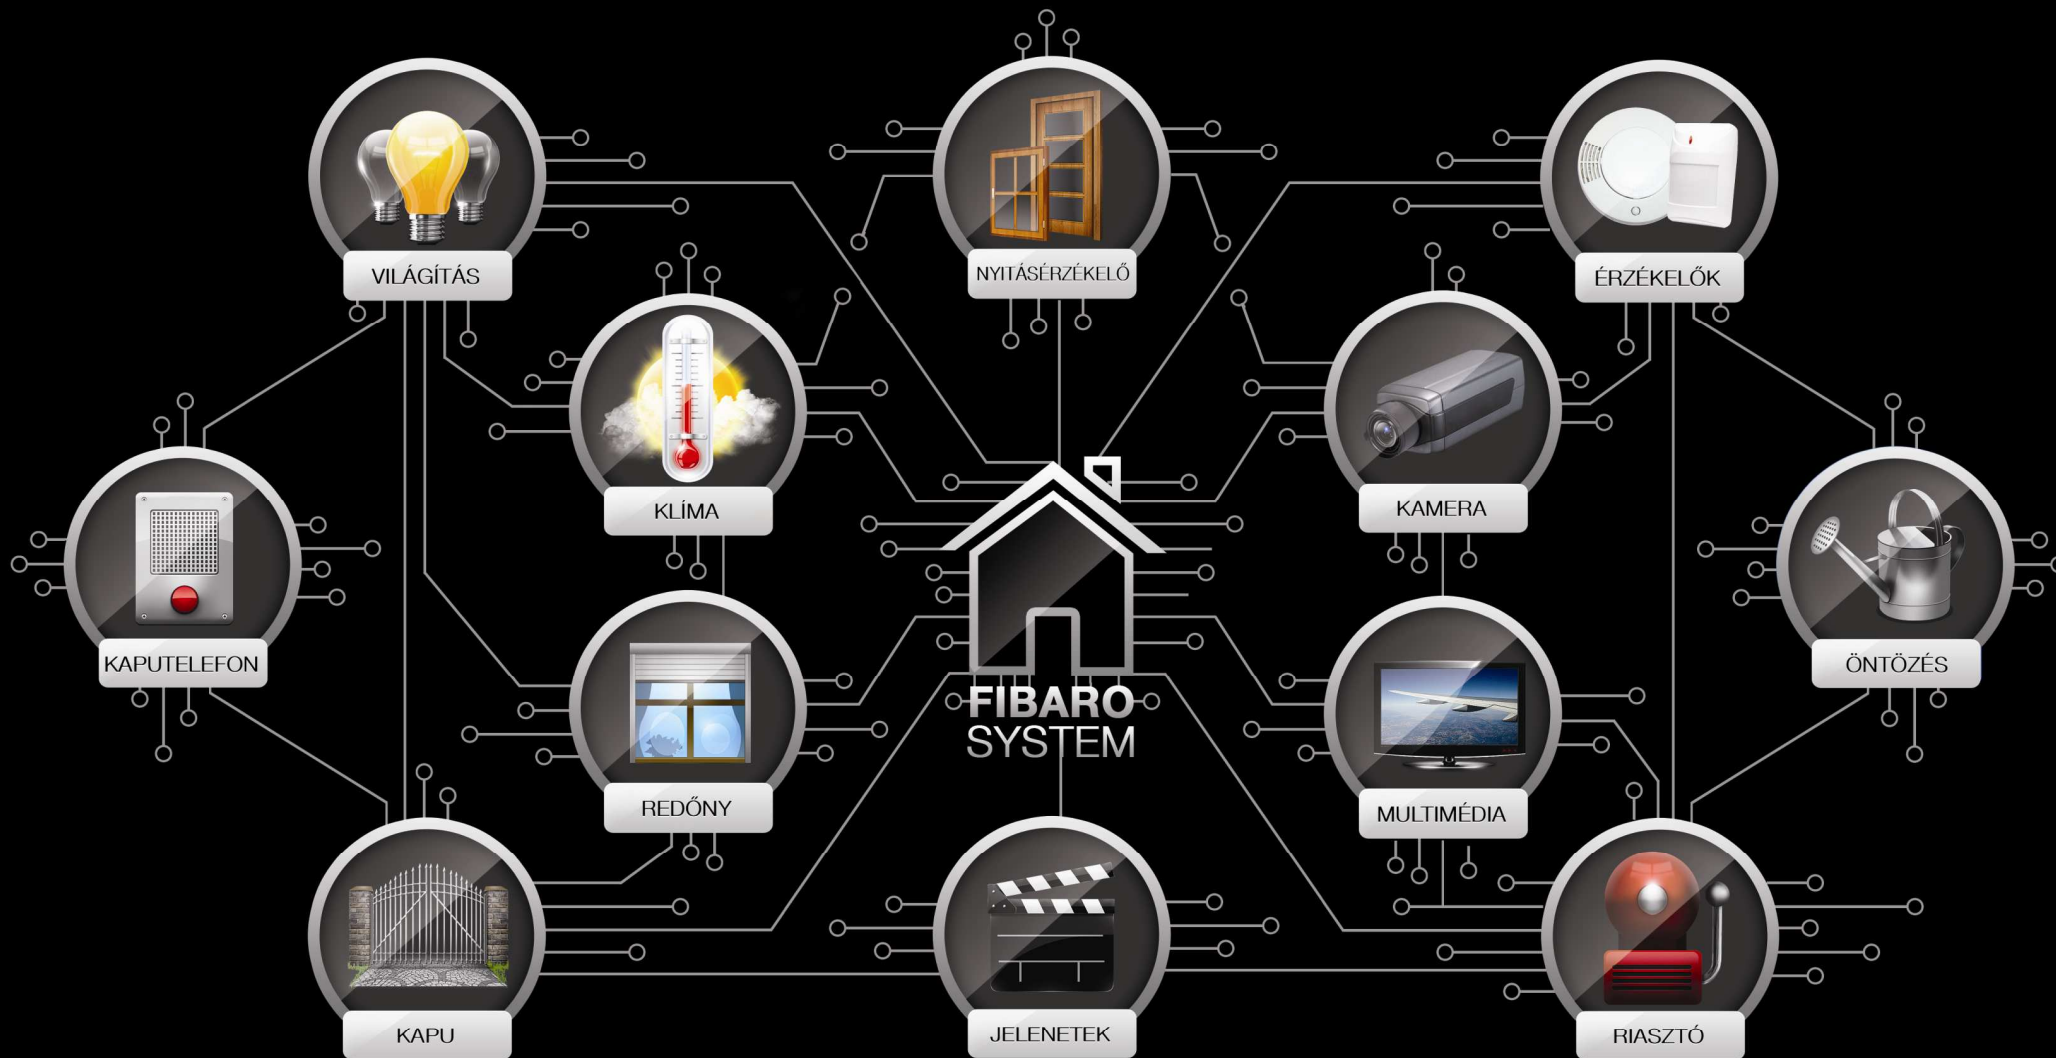 VILÁGÍTÁS
NYITÁSÉRZÉKELŐ
ÉRZÉKELŐK
KLÍMA
KAMERA
KAPUTELEFON
ÖNTÖZÉS
FIBARO
SYSTEM
REDŐNY
MULTIMÉDIA
KAPU
JELENETEK
RIASZTÓ